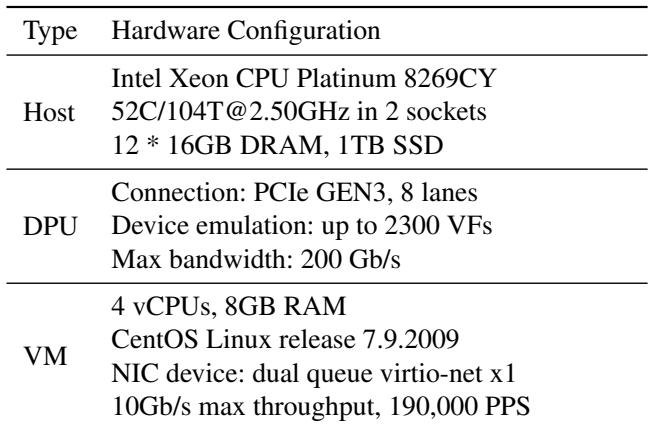 Type Hardware Configuration
Intel Xeon CPU Platinum 8269CY
Host 52C/104T@2.50GHz in 2 sockets
12 * 16GB DRAM, 1TB SSD
Connection: PCIe GEN3, 8 lanes
DPU Device emulation: up to 2300 VFs
Max bandwidth: 200 Gb/s
4 vCPUs, 8GB RAM
CentOS Linux release 7.9.2009
VM
NIC device: dual queue virtio-net x1
10Gb/s max throughput, 190,000 PPS